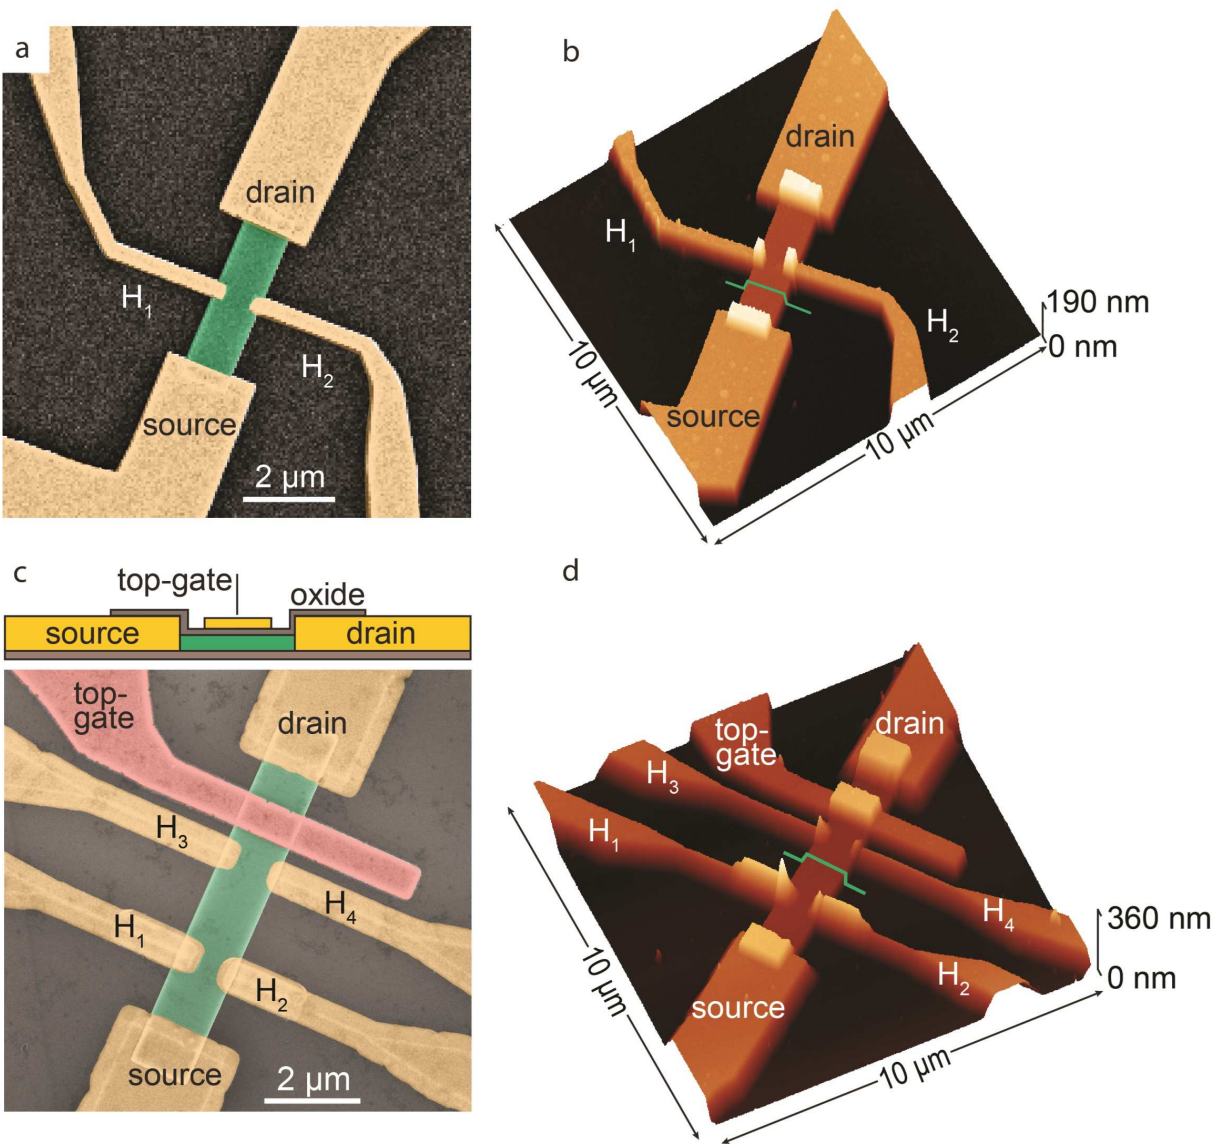 a
drain
H₁
H₂
source
2 µm
b
drain
H₁
H₂
190 nm
0 nm
10 µm
source
10 µm
c
top-gate
oxide
source
drain
top-
gate
drain
H₃
H₄
H₁
H₂
source
2 µm
d
top-
gate
drain
H₃
H₁
H₄
360 nm
0 nm
H₂
10 µm
source
10 µm